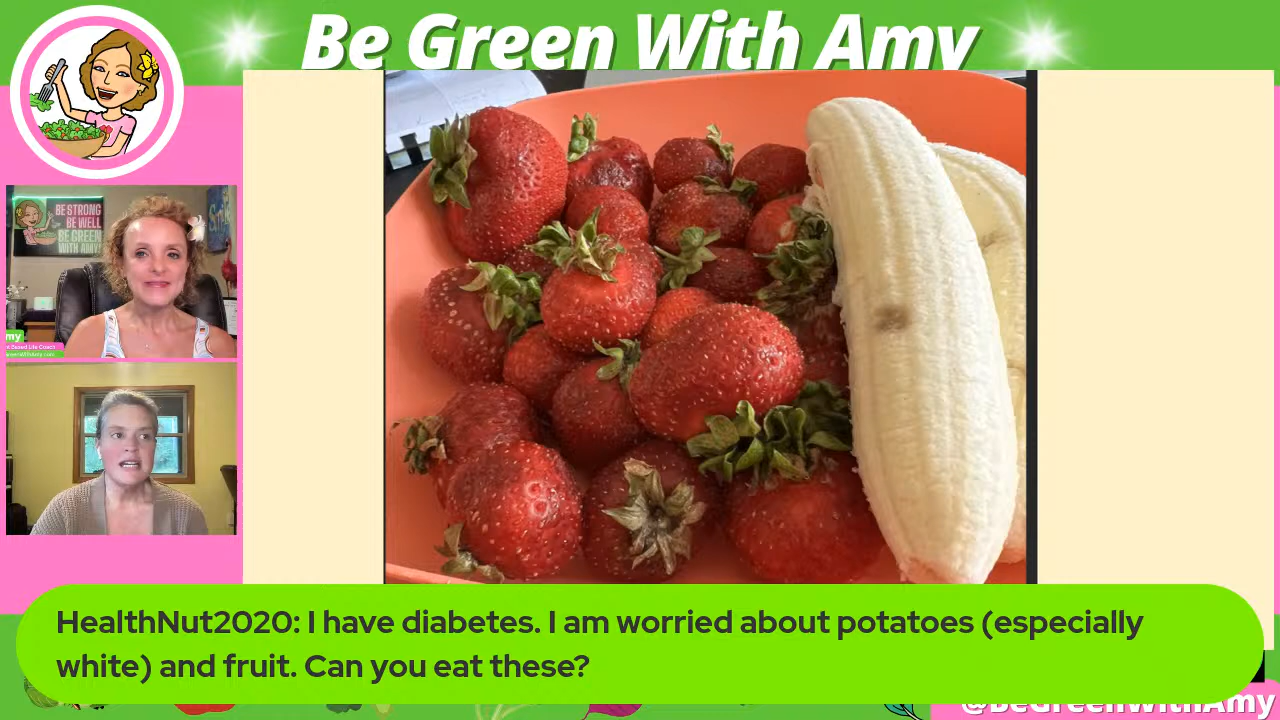 Be Green With Amy
BE STRONG
BE WELL
BE GREEN
WITH AMY!
HealthNut2020: I have diabetes. I am worried about potatoes (especially
white) and fruit. Can you eat these?
@BeGreenWithAmy